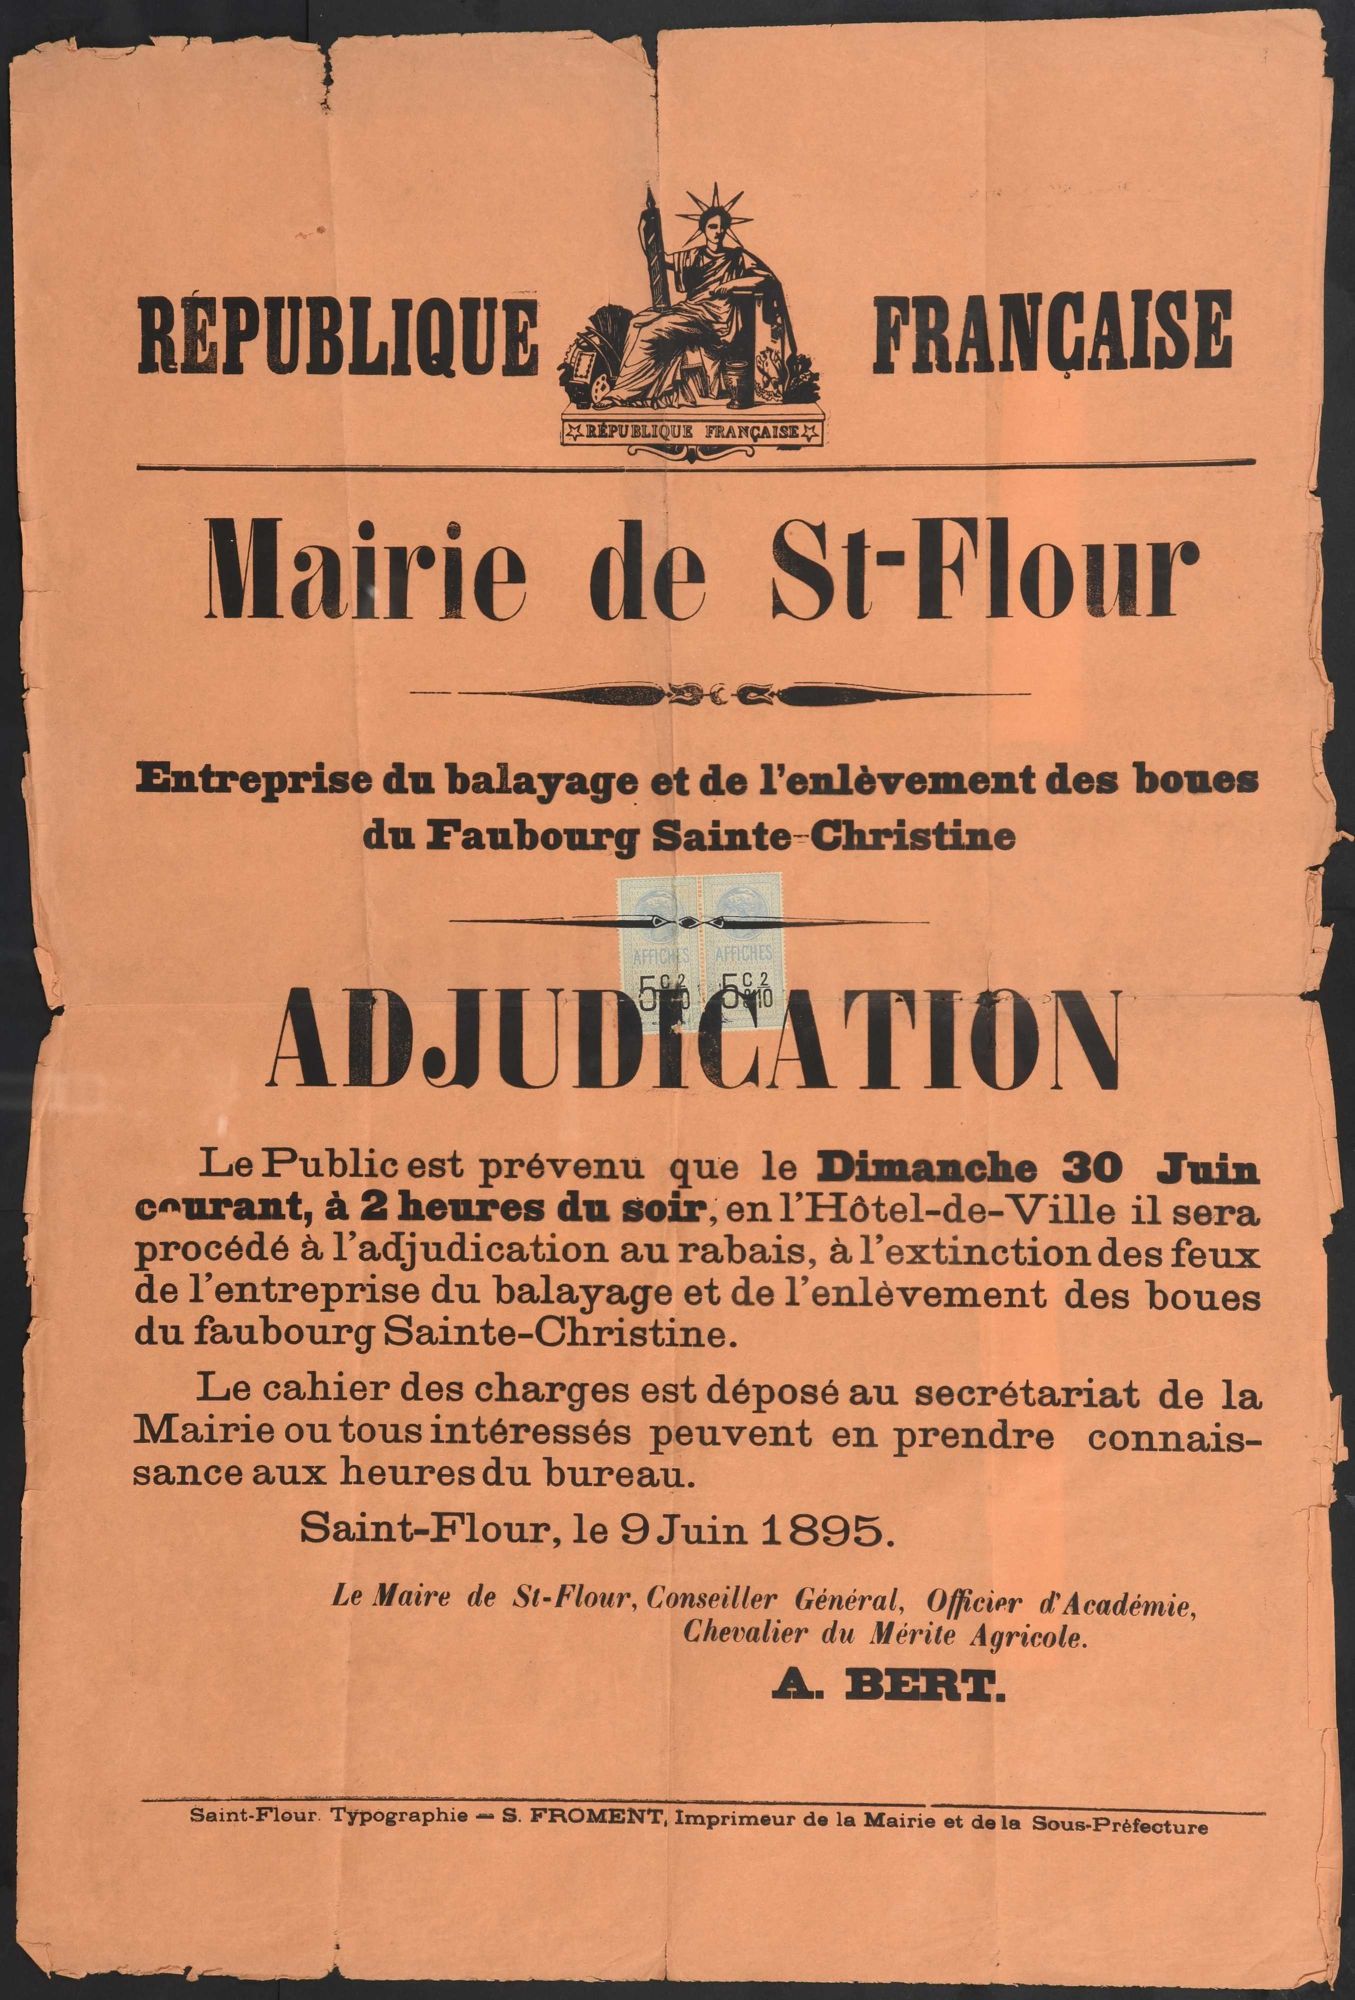 RÉPUBLIQUE FRANÇAISE
RÉPUBLIQUE FRANÇAISE
Mairie de St-Flour
Entreprise du balayage et de l'enlèvement des boues
du Faubourg Sainte-Christine
AFFICHES AFFICHES
5c 2/10 5c 2/10
ADJUDICATION
Le Public est prévenu que le Dimanche 30 Juin
courant, à 2 heures du soir, en l'Hôtel-de-Ville il sera
procédé à l'adjudication au rabais, à l'extinction des feux
de l'entreprise du balayage et de l'enlèvement des boues
du faubourg Sainte-Christine.
Le cahier des charges est déposé au secrétariat de la
Mairie ou tous intéressés peuvent en prendre connais-
sance aux heures du bureau.
Saint-Flour, le 9 Juin 1895.
Le Maire de St-Flour, Conseiller Général, Officier d'Académie,
Chevalier du Mérite Agricole.
A. BERT.
Saint-Flour. Typographie — S. FROMENT, Imprimeur de la Mairie et de la Sous-Préfecture